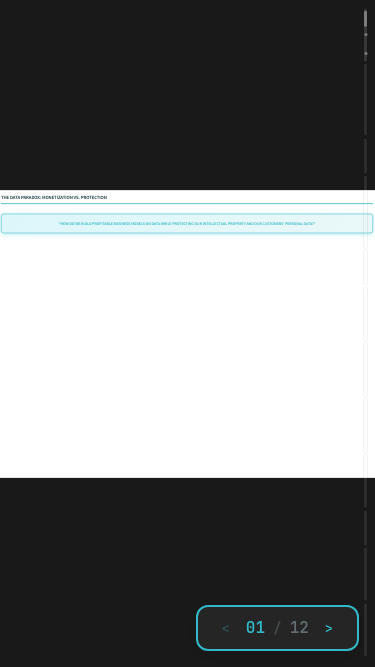 THE DATA PARADOX: MONETIZATION VS. PROTECTION
"HOW DO WE BUILD PROFITABLE BUSINESS MODELS ON DATA WHILE PROTECTING OUR INTELLECTUAL PROPERTY AND OUR CUSTOMERS' PERSONAL DATA?"
< 01 / 12 >